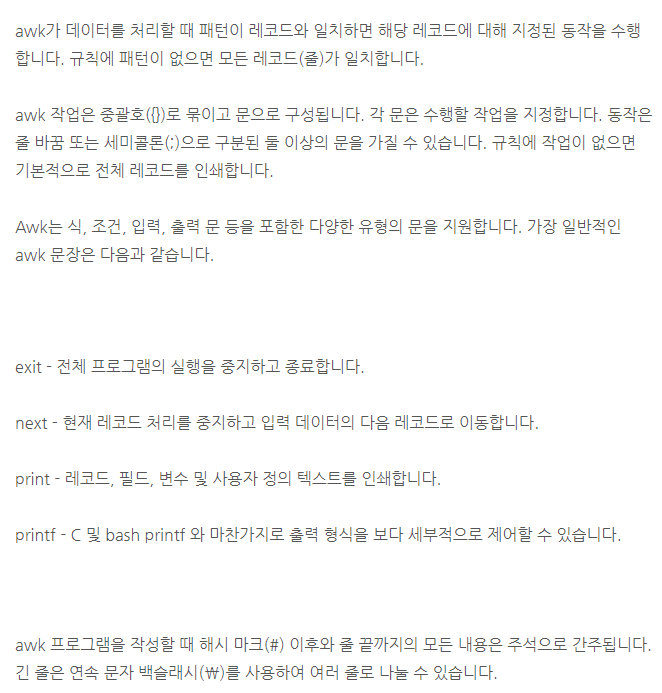 awk가 데이터를 처리할 때 패턴이 레코드와 일치하면 해당 레코드에 대해 지정된 동작을 수행
합니다. 규칙에 패턴이 없으면 모든 레코드(줄)가 일치합니다.
awk 작업은 중괄호({})로 묶이고 문으로 구성됩니다. 각 문은 수행할 작업을 지정합니다. 동작은
줄 바꿈 또는 세미콜론(;)으로 구분된 둘 이상의 문을 가질 수 있습니다. 규칙에 작업이 없으면
기본적으로 전체 레코드를 인쇄합니다.
Awk는 식, 조건, 입력, 출력 문 등을 포함한 다양한 유형의 문을 지원합니다. 가장 일반적인
awk 문장은 다음과 같습니다.
exit - 전체 프로그램의 실행을 중지하고 종료합니다.
next - 현재 레코드 처리를 중지하고 입력 데이터의 다음 레코드로 이동합니다.
print - 레코드, 필드, 변수 및 사용자 정의 텍스트를 인쇄합니다.
printf - C 및 bash printf 와 마찬가지로 출력 형식을 보다 세부적으로 제어할 수 있습니다.
awk 프로그램을 작성할 때 해시 마크(#) 이후와 줄 끝까지의 모든 내용은 주석으로 간주됩니다.
긴 줄은 연속 문자 백슬래시(₩)를 사용하여 여러 줄로 나눌 수 있습니다.